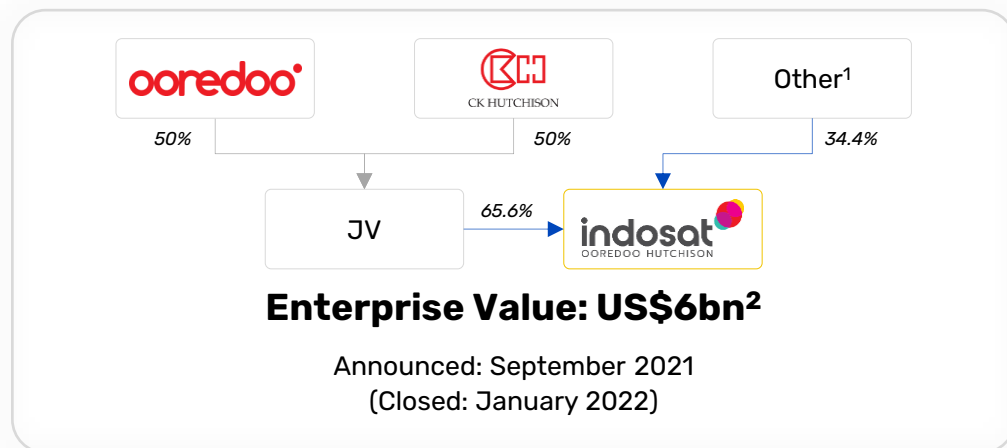 ooredoo
CK HUTCHISON
Other¹
50%
50%
34.4%
JV
65.6%
indosat
OOREDOO HUTCHISON
Enterprise Value: US$6bn²
Announced: September 2021
(Closed: January 2022)